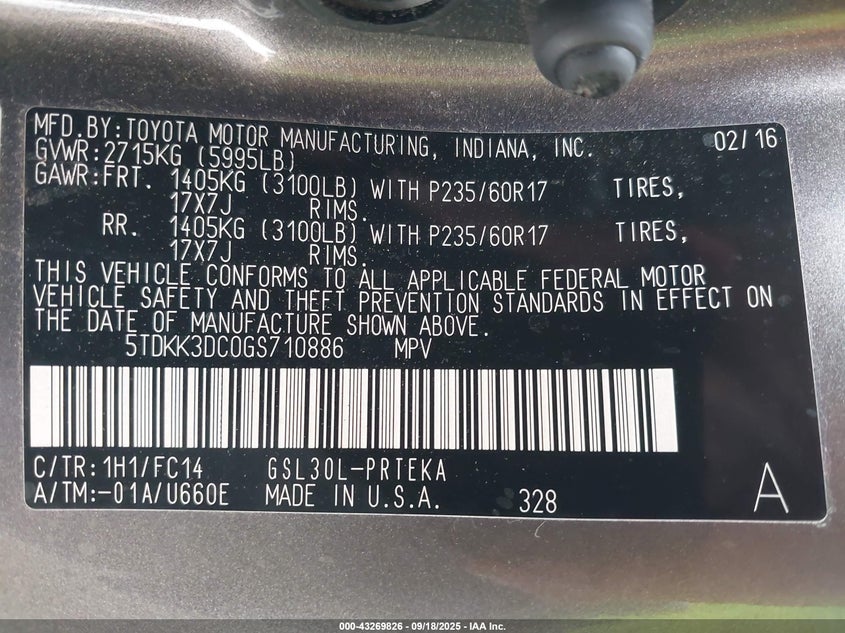 MFD.BY:TOYOTA MOTOR MANUFACTURING, INDIANA, INC. 02/16
GVWR:2715KG (5995LB)
GAWR:FRT. 1405KG (3100LB) WITH P235/60R17 TIRES,
17X7J RIMS.
RR. 1405KG (3100LB) WITH P235/60R17 TIRES,
17X7J RIMS.
THIS VEHICLE CONFORMS TO ALL APPLICABLE FEDERAL MOTOR
VEHICLE SAFETY AND THEFT PREVENTION STANDARDS IN EFFECT ON
THE DATE OF MANUFACTURE SHOWN ABOVE.
5TDKK3DC0GS710886 MPV
C/TR:1H1/FC14 GSL30L-PRTEKA
A/TM:-01A/U660E MADE IN U.S.A. 328 A
000-43269826 - 09/18/2025 - IAA Inc.